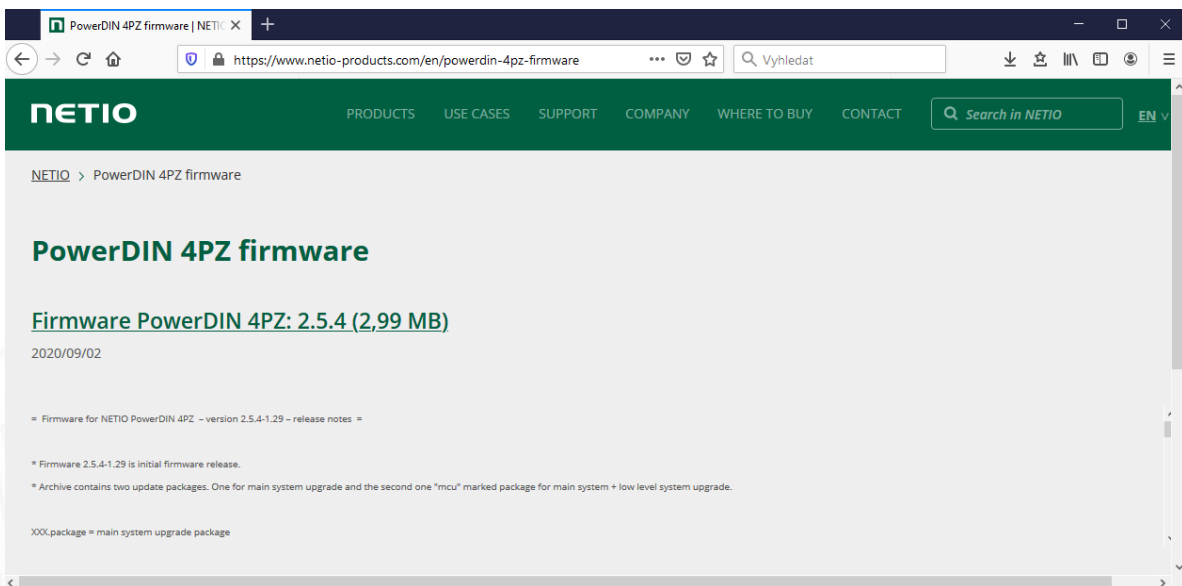 PowerDIN 4PZ firmware | NETIO
https://www.netio-products.com/en/powerdin-4pz-firmware
Vyhledat
NETIO
PRODUCTS
USE CASES
SUPPORT
COMPANY
WHERE TO BUY
CONTACT
Search in NETIO
EN
NETIO > PowerDIN 4PZ firmware
PowerDIN 4PZ firmware
Firmware PowerDIN 4PZ: 2.5.4 (2,99 MB)
2020/09/02
= Firmware for NETIO PowerDIN 4PZ – version 2.5.4-1.29 – release notes =
* Firmware 2.5.4-1.29 is initial firmware release.
* Archive contains two update packages. One for main system upgrade and the second one "mcu" marked package for main system + low level system upgrade.
XXX.package = main system upgrade package